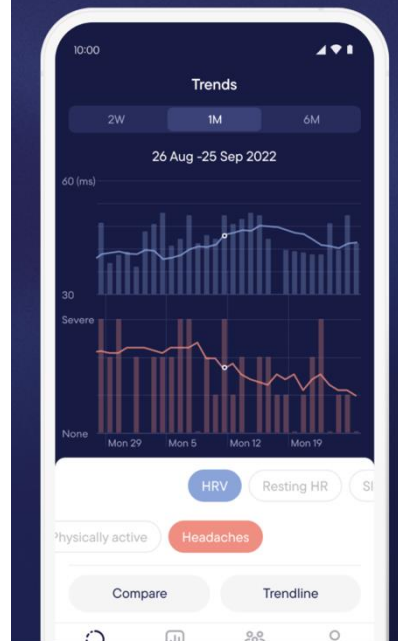 10:00
Trends
2W 1M 6M
26 Aug -25 Sep 2022
60 (ms)
30
Severe
None
Mon 29 Mon 5 Mon 12 Mon 19
HRV Resting HR
Physically active Headaches
Compare Trendline